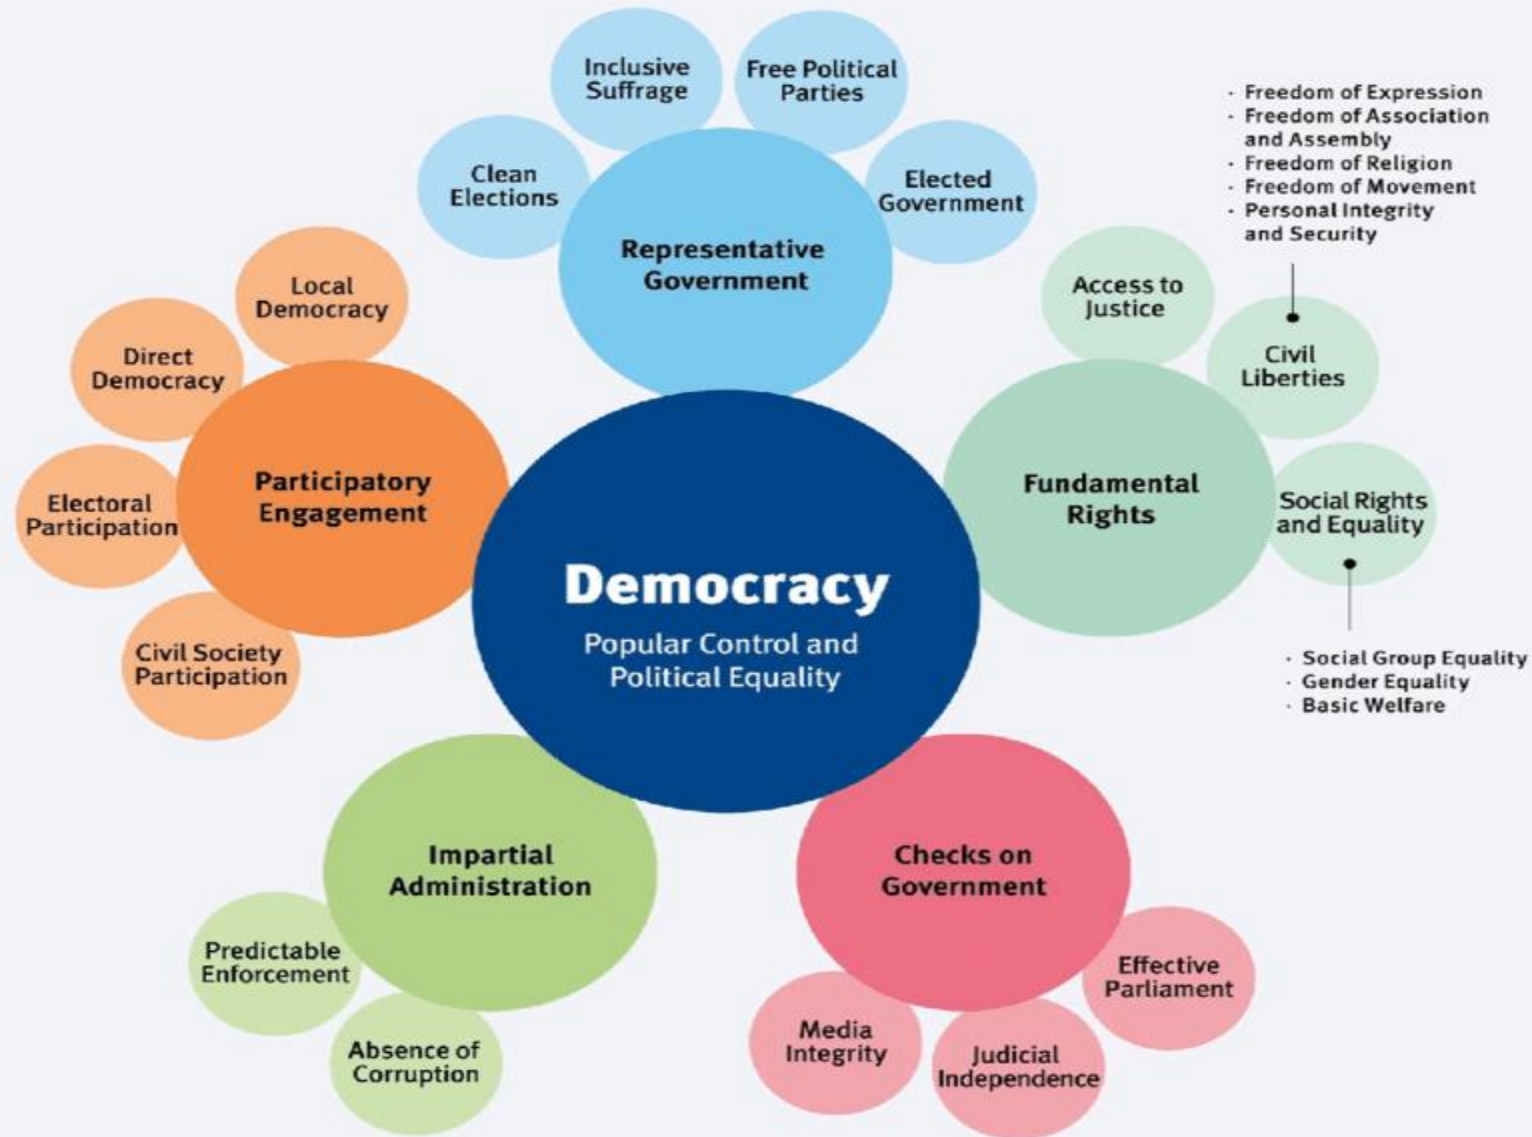 Inclusive
Suffrage
Free Political
Parties
Clean
Elections
Elected
Government
Representative
Government
· Freedom of Expression
· Freedom of Association
and Assembly
· Freedom of Religion
· Freedom of Movement
· Personal Integrity
and Security
Local
Democracy
Direct
Democracy
Electoral
Participation
Civil Society
Participation
Participatory
Engagement
Access to
Justice
Civil
Liberties
Social Rights
and Equality
Fundamental
Rights
· Social Group Equality
· Gender Equality
· Basic Welfare
Democracy
Popular Control and
Political Equality
Impartial
Administration
Predictable
Enforcement
Absence of
Corruption
Checks on
Government
Effective
Parliament
Media
Integrity
Judicial
Independence